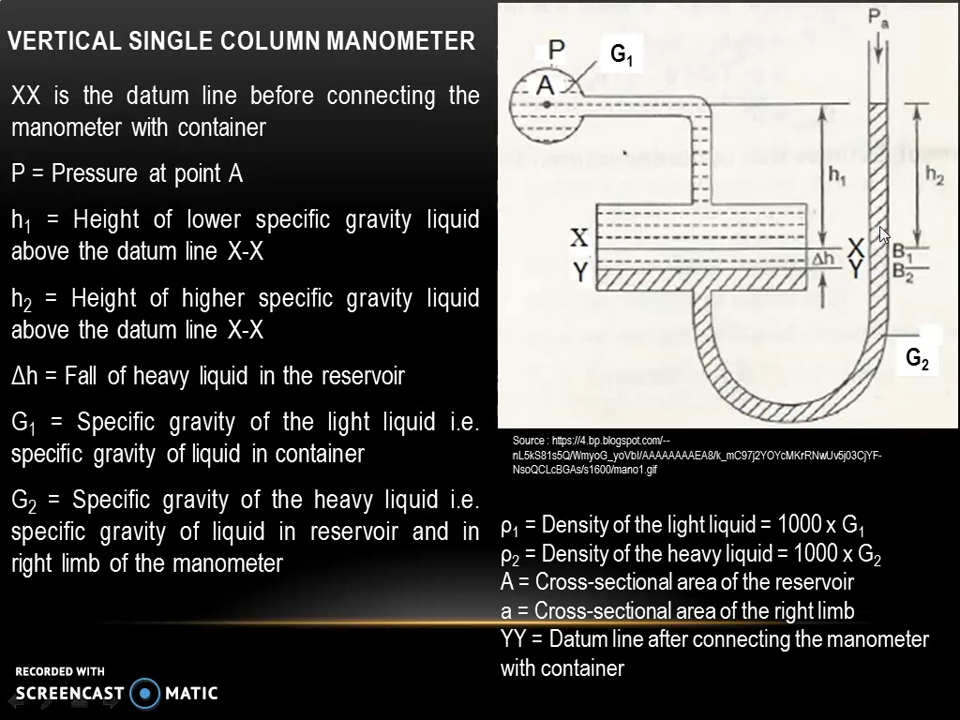 VERTICAL SINGLE COLUMN MANOMETER
XX is the datum line before connecting the
manometer with container
P = Pressure at point A
h₁ = Height of lower specific gravity liquid
above the datum line X-X
h₂ = Height of higher specific gravity liquid
above the datum line X-X
Δh = Fall of heavy liquid in the reservoir
G₁ = Specific gravity of the light liquid i.e.
specific gravity of liquid in container
G₂ = Specific gravity of the heavy liquid i.e.
specific gravity of liquid in reservoir and in
right limb of the manometer
P
G₁
A
Pₐ
h₁
h₂
X
Y
Δh
X
Y
B₁
B₂
G₂
Source : https://4.bp.blogspot.com/--
nL5kS81s5Q/WmyoG_yoVbI/AAAAAAAAEA8/k_mC97j2YOYcMKrRNwUv5j03CjYF-
NsoQCLcBGAs/s1600/mano1.gif
ρ₁ = Density of the light liquid = 1000 x G₁
ρ₂ = Density of the heavy liquid = 1000 x G₂
A = Cross-sectional area of the reservoir
a = Cross-sectional area of the right limb
YY = Datum line after connecting the manometer
with container
RECORDED WITH
SCREENCAST MATIC